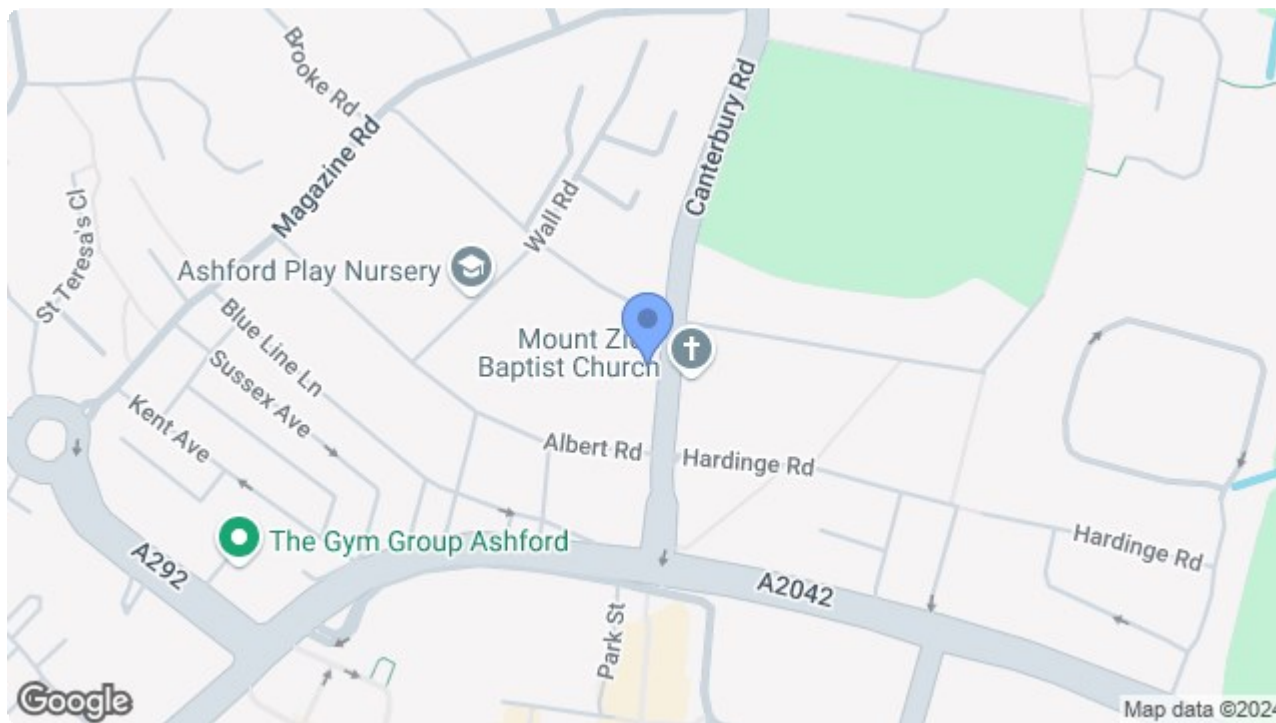 Brooke Rd
Magazine Rd
Canterbury Rd
St Teresa's Cl
Wall Rd
Ashford Play Nursery
Blue Line Ln
Sussex Ave
Kent Ave
Mount Zion
Baptist Church
Albert Rd
Hardinge Rd
Hardinge Rd
The Gym Group Ashford
A292
A2042
Park St
Google
Map data ©2024